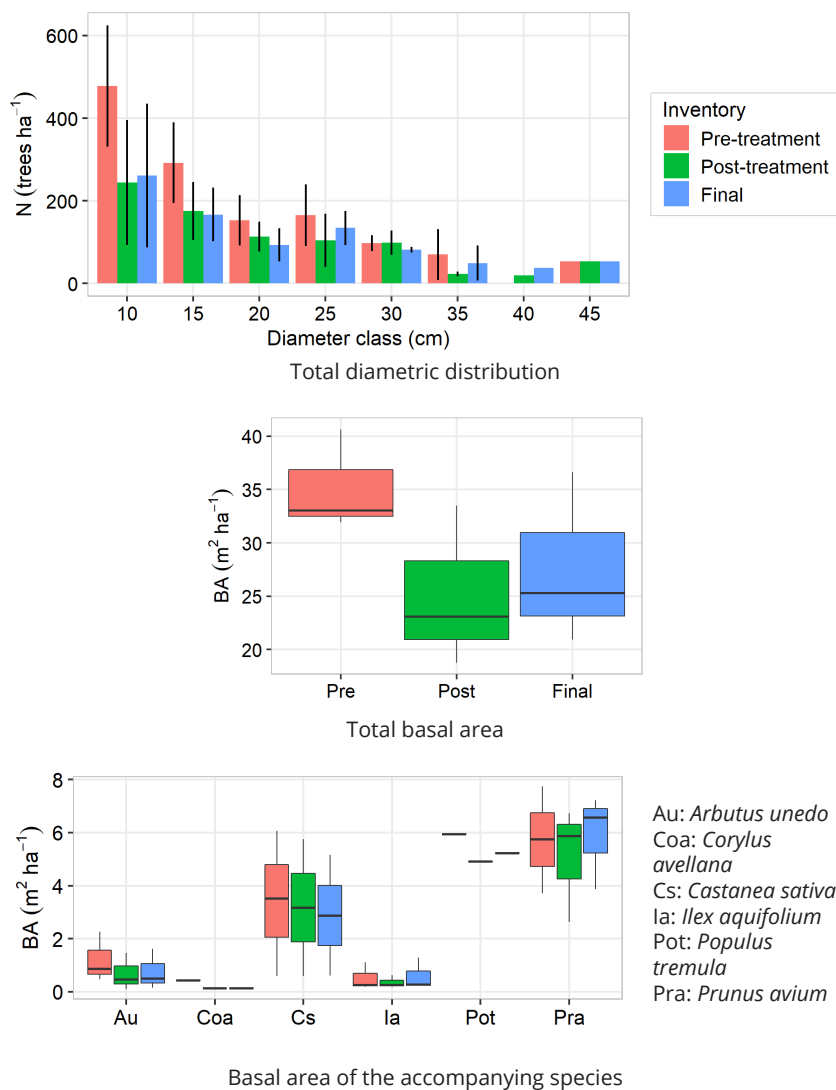 600
400
200
0
N (trees ha⁻¹)
10 15 20 25 30 35 40 45
Diameter class (cm)
Inventory
Pre-treatment
Post-treatment
Final
Total diametric distribution
40
35
30
25
20
BA (m² ha⁻¹)
Pre Post Final
Total basal area
8
6
4
2
0
BA (m² ha⁻¹)
Au Coa Cs Ia Pot Pra
Au: Arbutus unedo
Coa: Corylus
avellana
Cs: Castanea sativa
Ia: Ilex aquifolium
Pot: Populus
tremula
Pra: Prunus avium
Basal area of the accompanying species